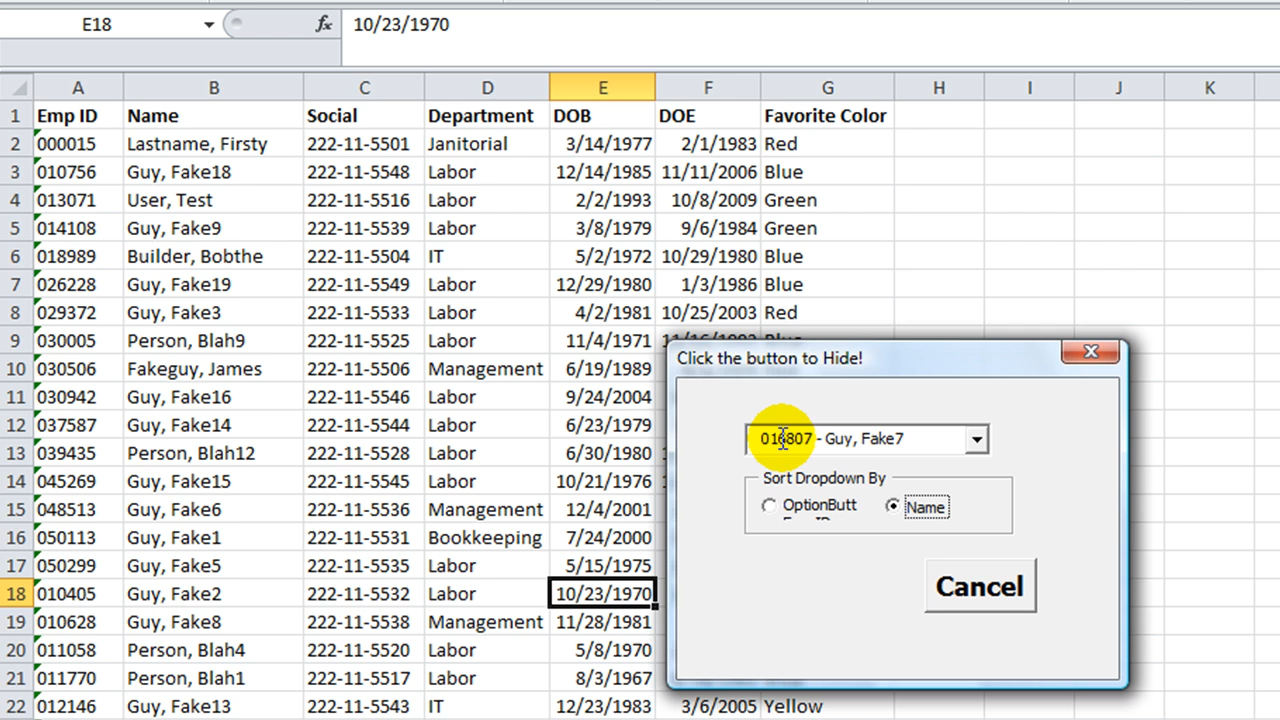 E18 fx 10/23/1970
A B C D E F G H I J K
1 Emp ID Name Social Department DOB DOE Favorite Color
2 000015 Lastname, Firsty 222-11-5501 Janitorial 3/14/1977 2/1/1983 Red
3 010756 Guy, Fake18 222-11-5548 Labor 12/14/1985 11/11/2006 Blue
4 013071 User, Test 222-11-5516 Labor 2/2/1993 10/8/2009 Green
5 014108 Guy, Fake9 222-11-5539 Labor 3/8/1979 9/6/1984 Green
6 018989 Builder, Bobthe 222-11-5504 IT 5/2/1972 10/29/1980 Blue
7 026228 Guy, Fake19 222-11-5549 Labor 12/29/1980 1/3/1986 Blue
8 029372 Guy, Fake3 222-11-5533 Labor 4/2/1981 10/25/2003 Red
9 030005 Person, Blah9 222-11-5525 Labor 11/4/1971
10 030506 Fakeguy, James 222-11-5506 Management 6/19/1989
11 030942 Guy, Fake16 222-11-5546 Labor 9/24/2004
12 037587 Guy, Fake14 222-11-5544 Labor 6/23/1979
13 039435 Person, Blah12 222-11-5528 Labor 6/30/1980
14 045269 Guy, Fake15 222-11-5545 Labor 10/21/1976
15 048513 Guy, Fake6 222-11-5536 Management 12/4/2001
16 050113 Guy, Fake1 222-11-5531 Bookkeeping 7/24/2000
17 050299 Guy, Fake5 222-11-5535 Labor 5/15/1975
18 010405 Guy, Fake2 222-11-5532 Labor 10/23/1970
19 010628 Guy, Fake8 222-11-5538 Management 11/28/1981
20 011058 Person, Blah4 222-11-5520 Labor 5/8/1970
21 011770 Person, Blah1 222-11-5517 Labor 8/3/1967
22 012146 Guy, Fake13 222-11-5543 IT 12/23/1983 3/6/2005 Yellow
Click the button to Hide!
016807 - Guy, Fake7
Sort Dropdown By
OptionButt Name
Cancel